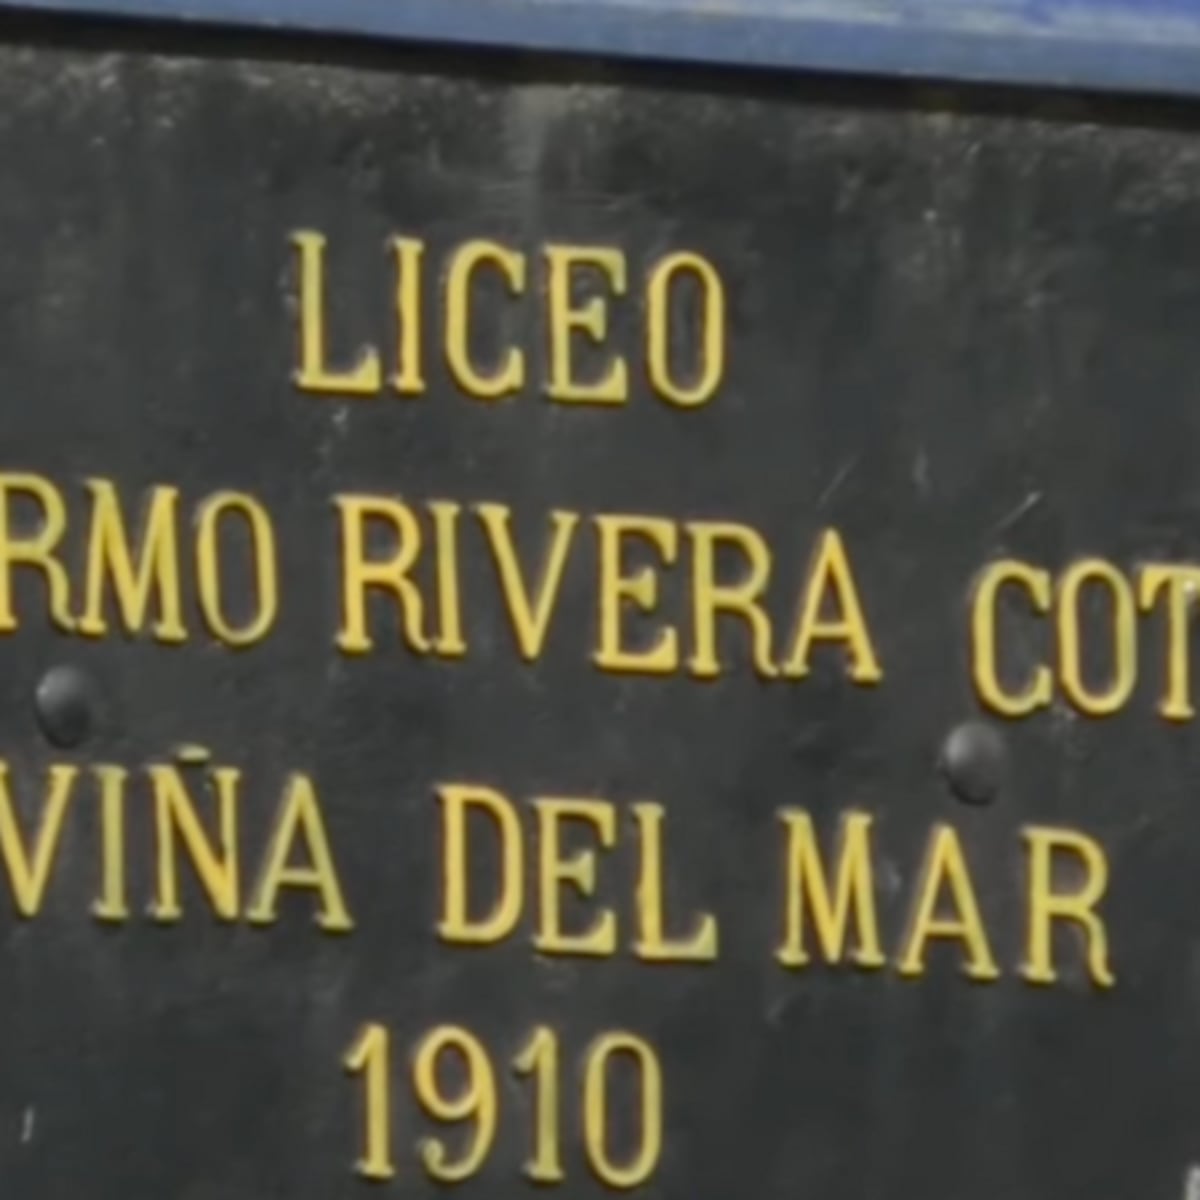 LICEO
RMO RIVERA COT
VIÑA DEL MAR
1910